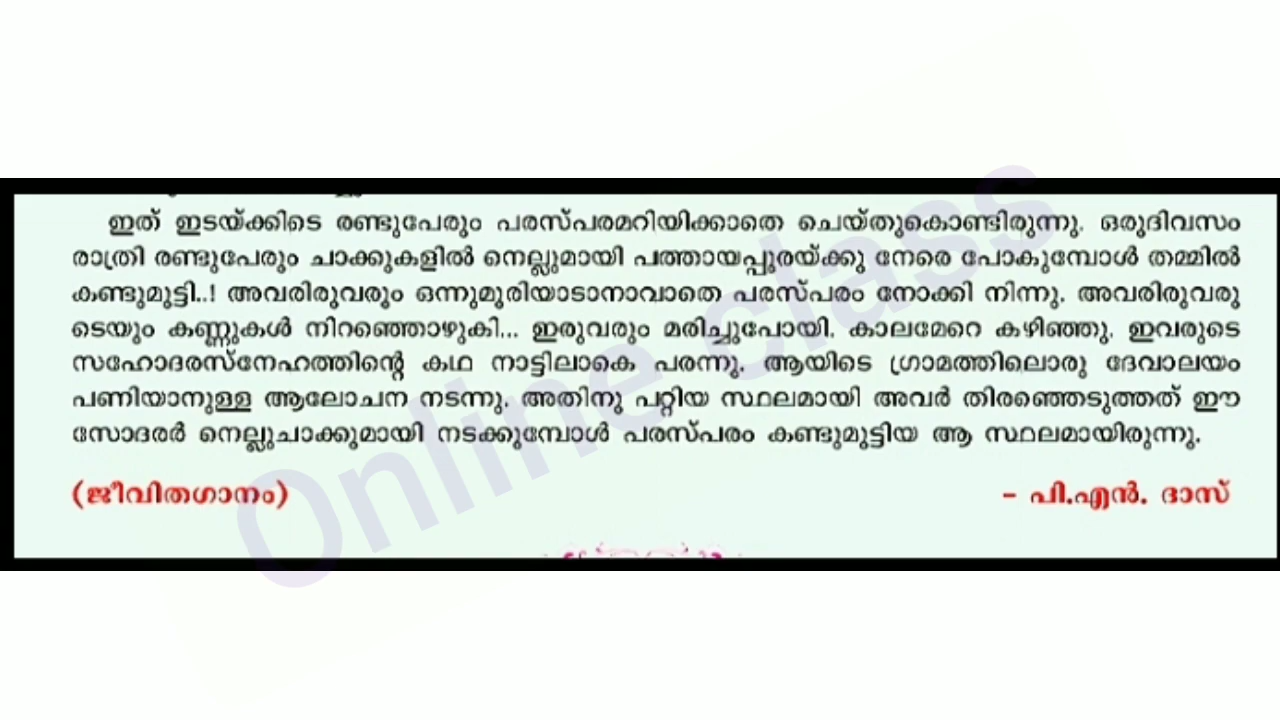 ഇത് ഇടയ്ക്കിടെ രണ്ടുപേരും പരസ്പരമറിയിക്കാതെ ചെയ്തുകൊണ്ടിരുന്നു. ഒരുദിവസം
രാത്രി രണ്ടുപേരും ചാക്കുകളിൽ നെല്ലുമായി പത്തായപ്പുരയ്ക്കു നേരെ പോകുമ്പോൾ തമ്മിൽ
കണ്ടുമുട്ടി..! അവരിരുവരും ഒന്നുമുരിയാടാനാവാതെ പരസ്പരം നോക്കി നിന്നു. അവരിരുവരു
ടെയും കണ്ണുകൾ നിറഞ്ഞൊഴുകി... ഇരുവരും മരിച്ചുപോയി. കാലമേറെ കഴിഞ്ഞു. ഇവരുടെ
സഹോദരസ്നേഹത്തിന്റെ കഥ നാട്ടിലാകെ പരന്നു. ആയിടെ ഗ്രാമത്തിലൊരു ദേവാലയം
പണിയാനുള്ള ആലോചന നടന്നു. അതിനു പറ്റിയ സ്ഥലമായി അവർ തിരഞ്ഞെടുത്തത് ഈ
സോദരർ നെല്ലുചാക്കുമായി നടക്കുമ്പോൾ പരസ്പരം കണ്ടുമുട്ടിയ ആ സ്ഥലമായിരുന്നു.
(ജീവിതഗാനം) – പി.എൻ. ദാസ്
Online class